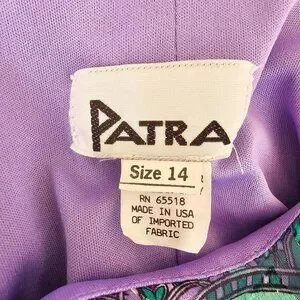 PATRA
Size 14
RN 65518
MADE IN USA
OF IMPORTED
FABRIC